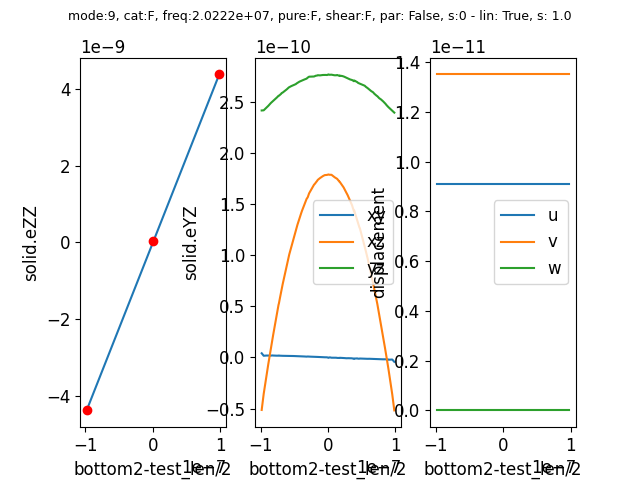 mode:9, cat:F, freq:2.0222e+07, pure:F, shear:F, par: False, s:0 - lin: True, s: 1.0
1e−9
1e−10
1e−11
4
2
0
−2
−4
solid.eZZ
−1
0
1
1e−7
bottom2-test_len/2
2.5
2.0
1.5
1.0
0.5
0.0
−0.5
solid.eYZ
xy
xz
−1
0
1
1e−7
bottom2-test_len/2
1.4
1.2
1.0
0.8
0.6
0.4
0.2
0.0
displacement
u
v
w
−1
0
1
1e−7
bottom2-test_len/2